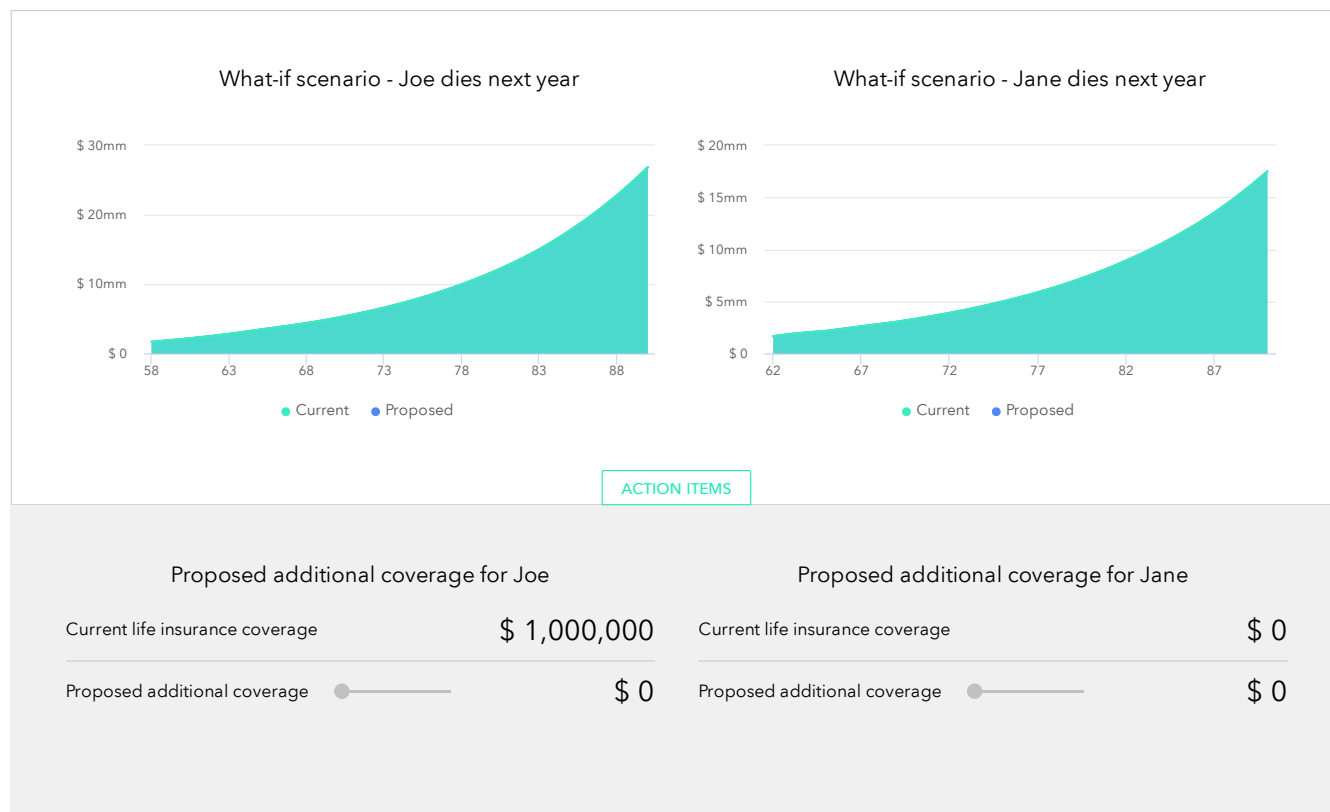 What-if scenario - Joe dies next year
$ 30mm
$ 20mm
$ 10mm
$ 0
58 63 68 73 78 83 88
Current Proposed
What-if scenario - Jane dies next year
$ 20mm
$ 15mm
$ 10mm
$ 5mm
$ 0
62 67 72 77 82 87
Current Proposed
ACTION ITEMS
Proposed additional coverage for Joe
Current life insurance coverage $ 1,000,000
Proposed additional coverage $ 0
Proposed additional coverage for Jane
Current life insurance coverage $ 0
Proposed additional coverage $ 0